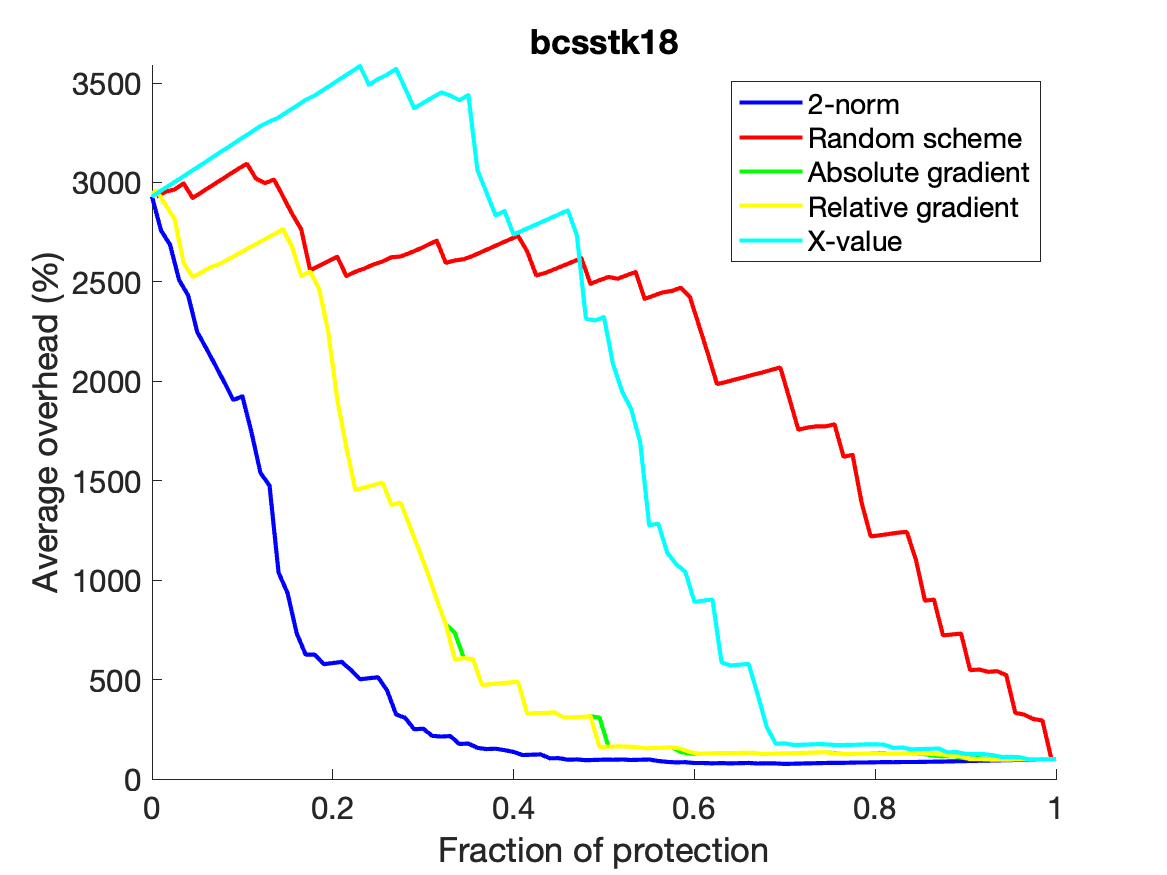 bcsstk18
3500
3000
2500
2000
1500
1000
500
0
Average overhead (%)
2-norm
Random scheme
Absolute gradient
Relative gradient
X-value
0 0.2 0.4 0.6 0.8 1
Fraction of protection